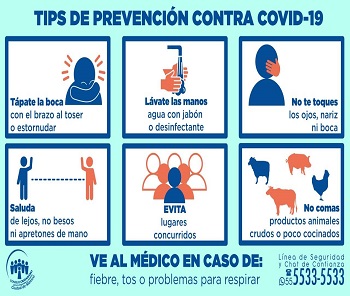 TIPS DE PREVENCIÓN CONTRA COVID-19
Tápate la boca
con el brazo al toser
o estornudar
Lávate las manos
agua con jabón
o desinfectante
No te toques
los ojos, nariz
ni boca
Saluda
de lejos, no besos
ni apretones de mano
EVITA
lugares
concurridos
No comas
productos animales
crudos o poco cocinados
VE AL MÉDICO EN CASO DE:
fiebre, tos o problemas para respirar
Línea de Seguridad
y Chat de Confianza
55 5533-5533